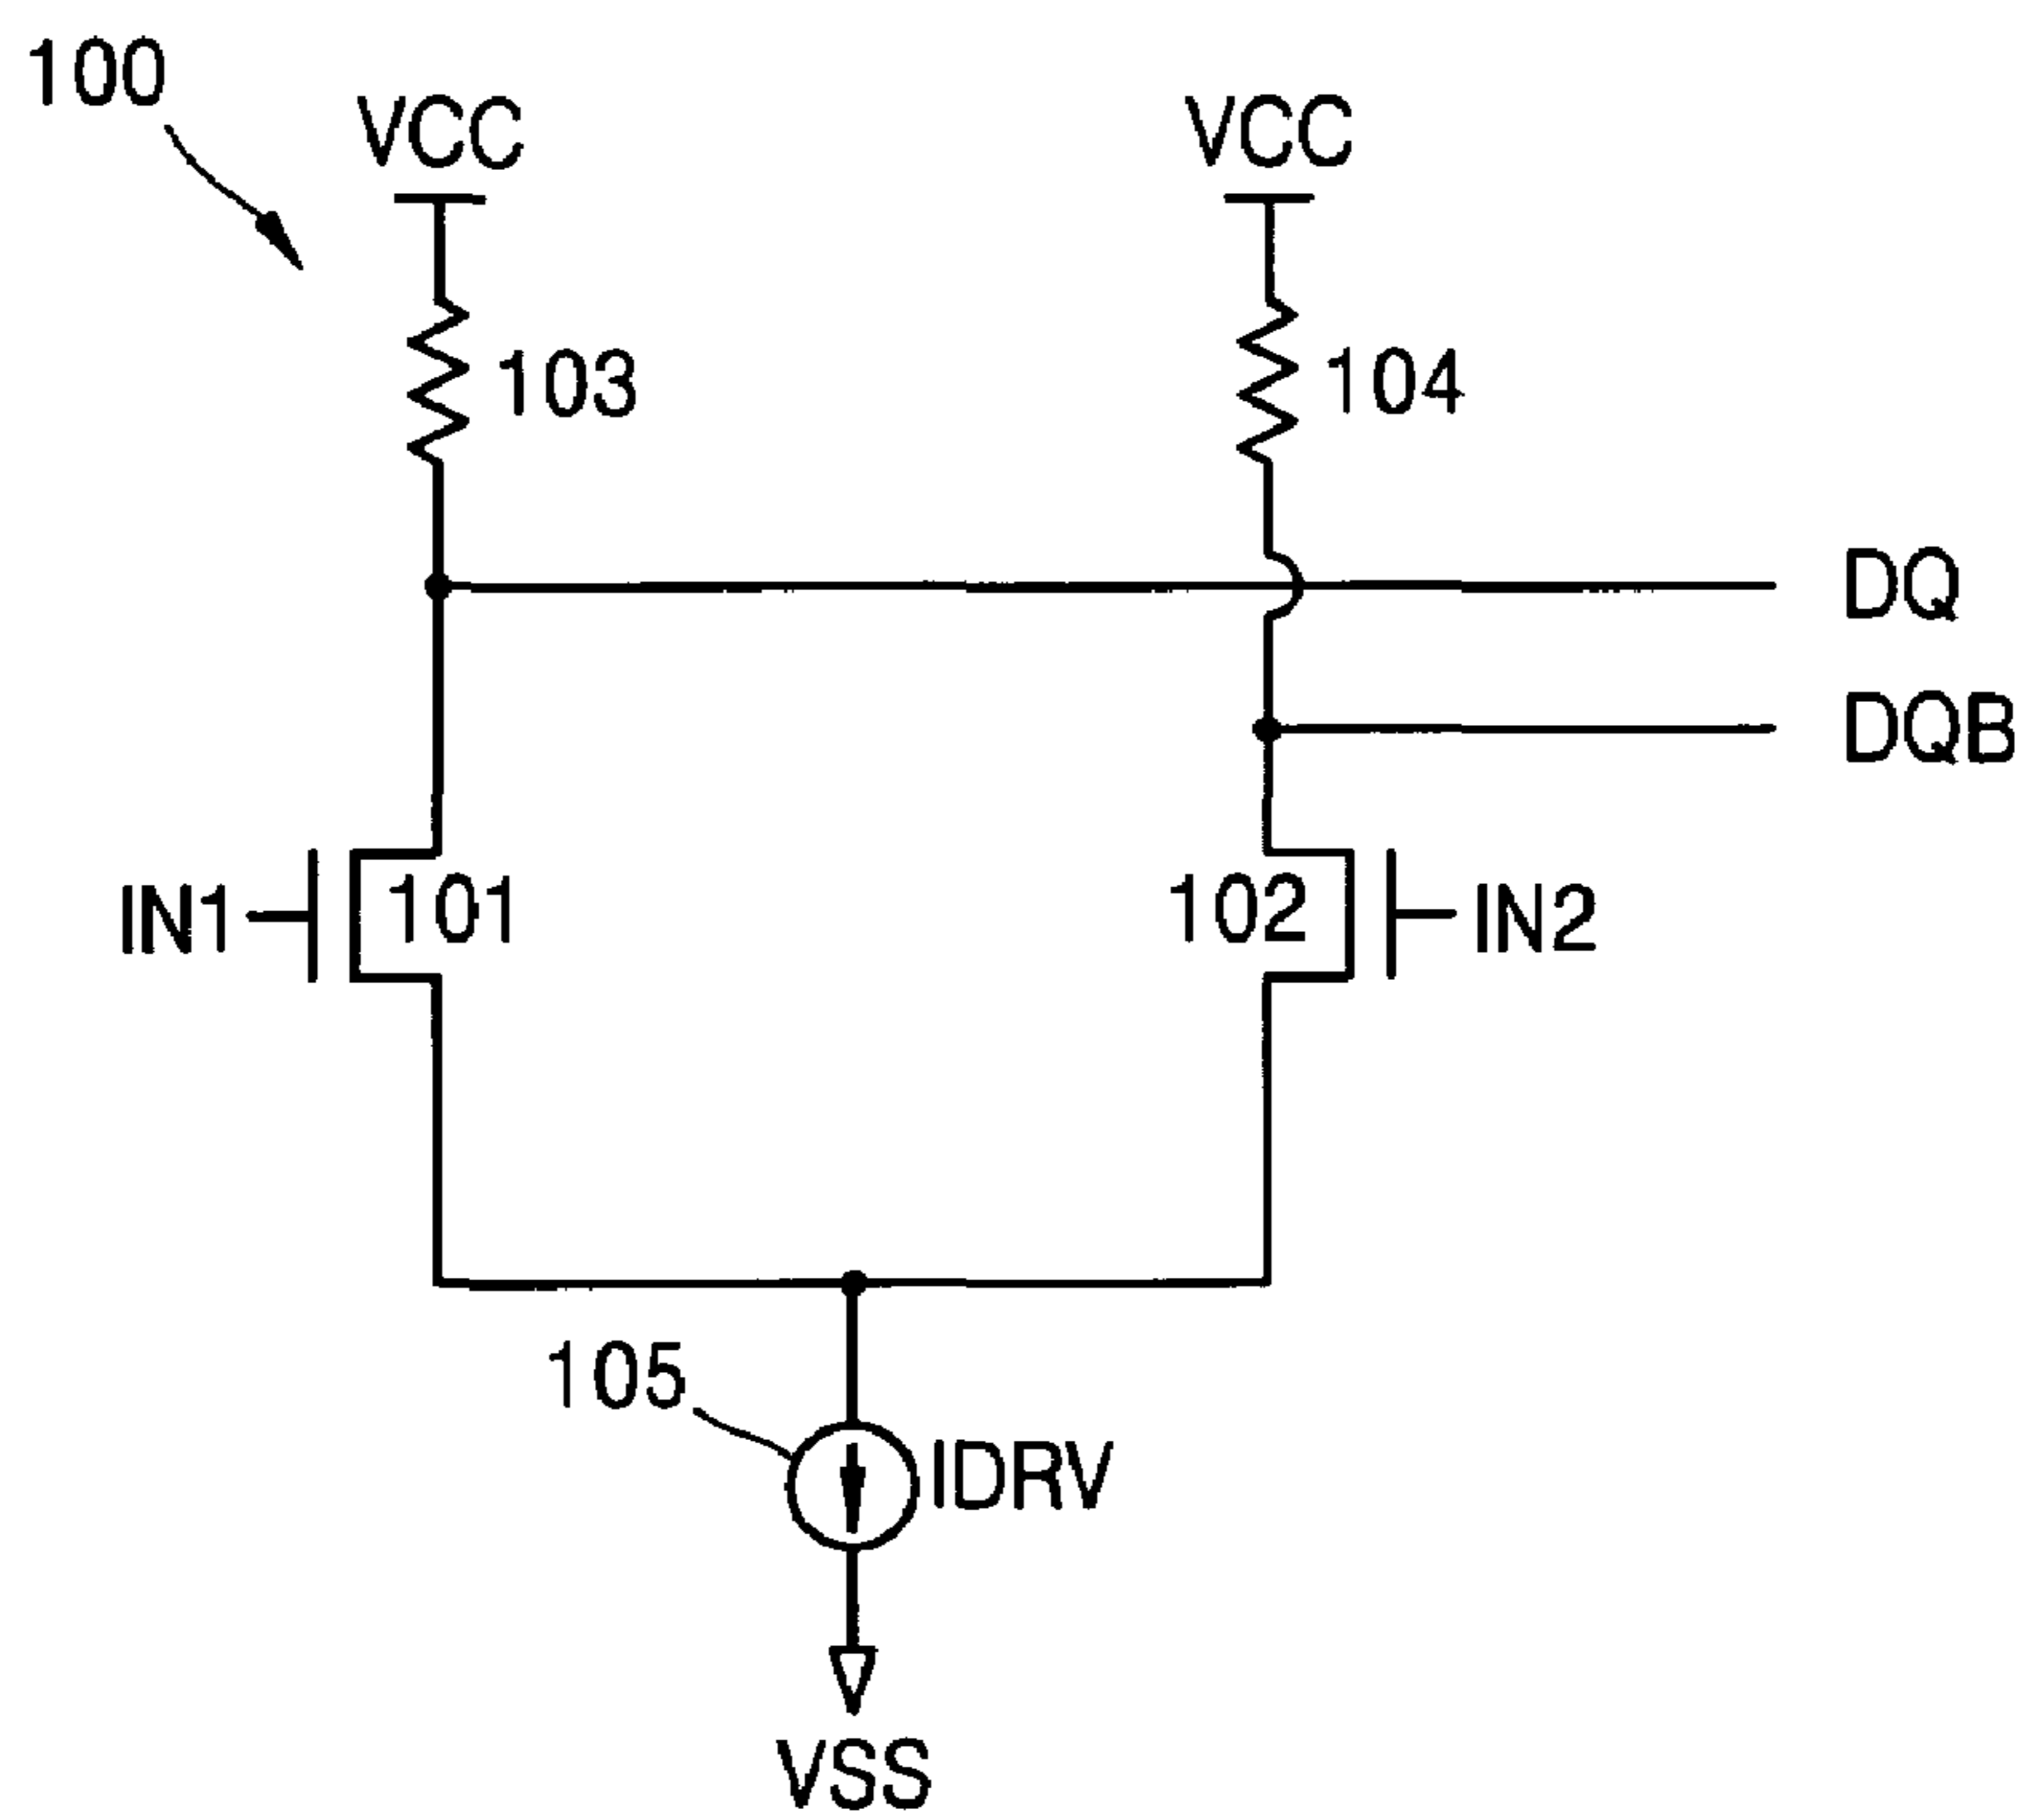 100
VCC VCC
103 104
DQ
DQB
IN1 101 102 IN2
105
IDRV
VSS